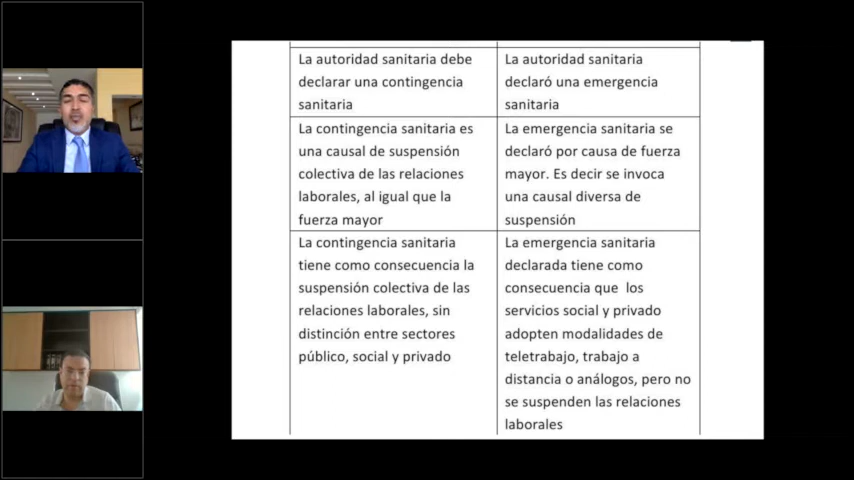 La autoridad sanitaria debe
declarar una contingencia
sanitaria
La autoridad sanitaria
declaró una emergencia
sanitaria
La contingencia sanitaria es
una causal de suspensión
colectiva de las relaciones
laborales, al igual que la
fuerza mayor
La emergencia sanitaria se
declaró por causa de fuerza
mayor. Es decir se invoca
una causal diversa de
suspensión
La contingencia sanitaria
tiene como consecuencia la
suspensión colectiva de las
relaciones laborales, sin
distinción entre sectores
público, social y privado
La emergencia sanitaria
declarada tiene como
consecuencia que los
servicios social y privado
adopten modalidades de
teletrabajo, trabajo a
distancia o análogos, pero no
se suspenden las relaciones
laborales